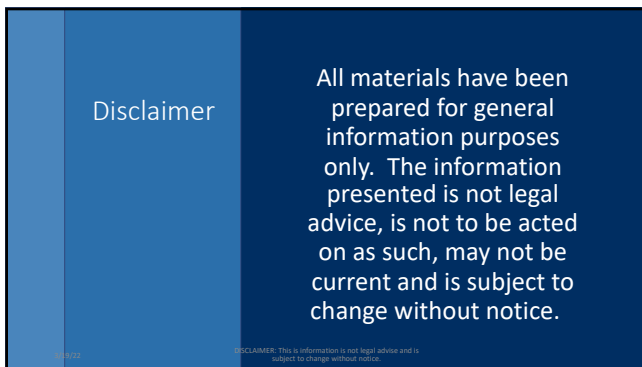 Disclaimer
All materials have been
prepared for general
information purposes
only. The information
presented is not legal
advice, is not to be acted
on as such, may not be
current and is subject to
change without notice.
DISCLAIMER: This is information is not legal advise and is
subject to change without notice.